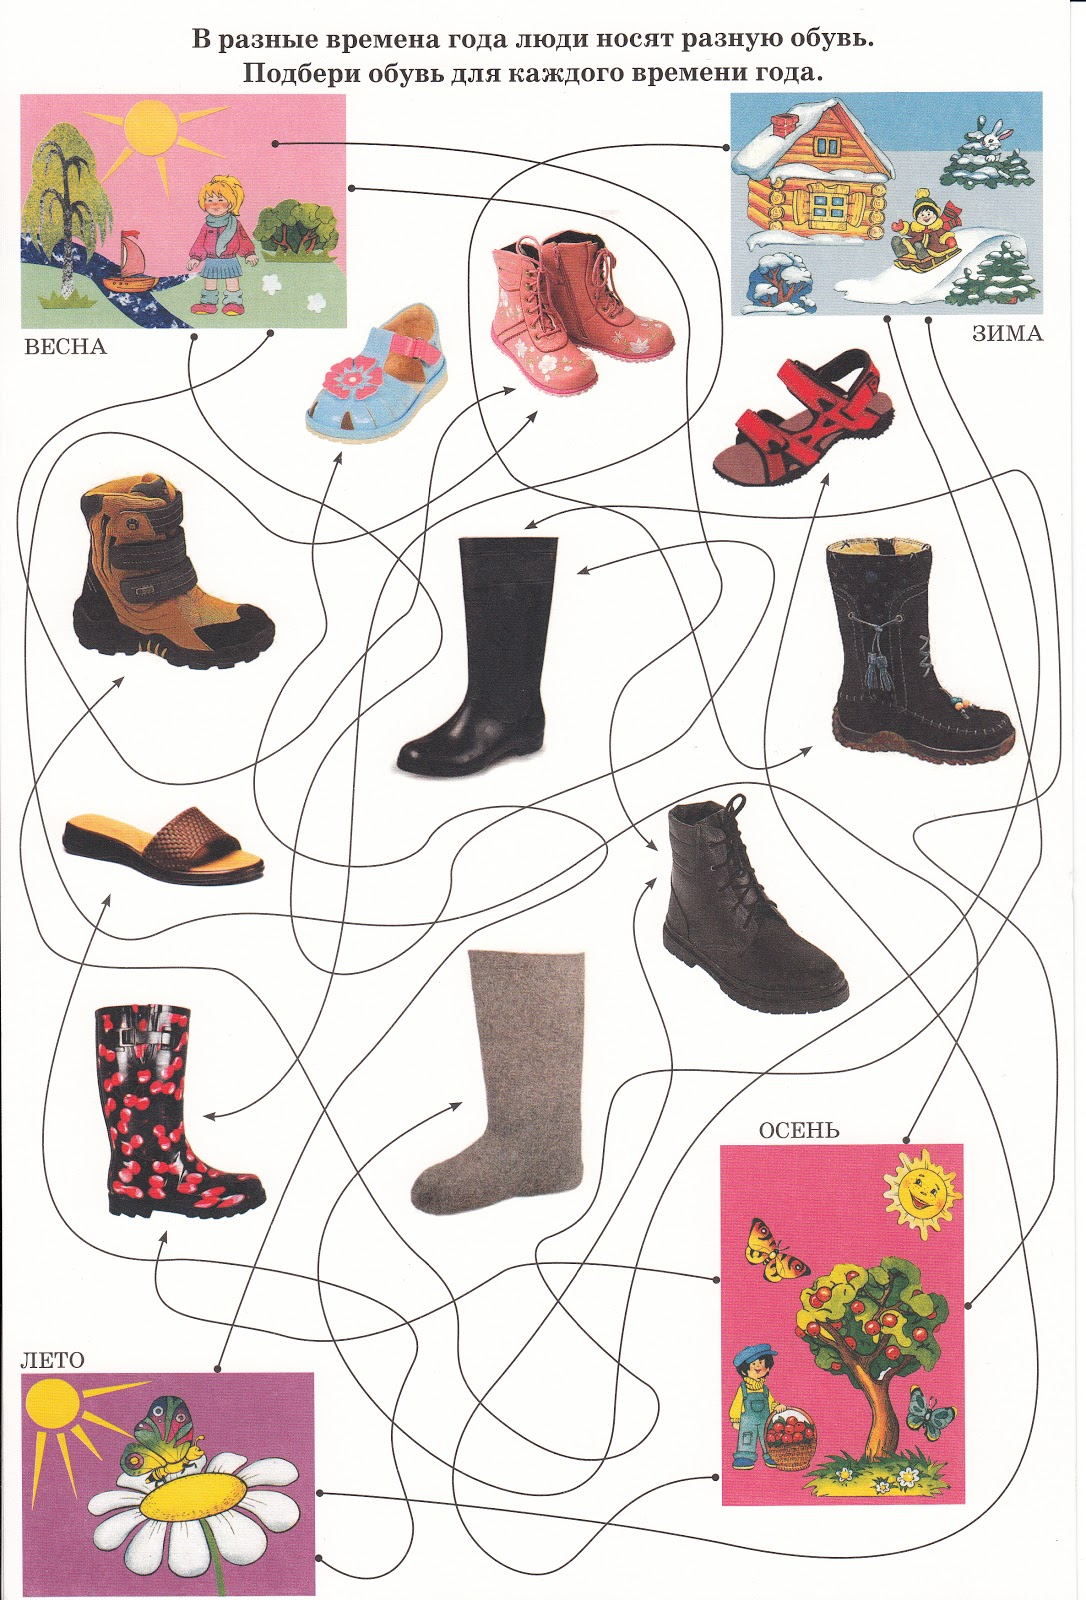 В разные времена года люди носят разную обувь.
Подбери обувь для каждого времени года.
ВЕСНА
ЗИМА
ОСЕНЬ
ЛЕТО